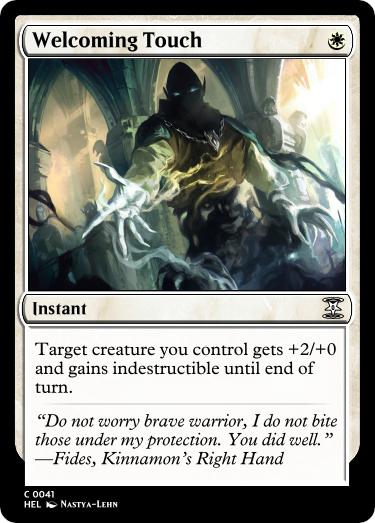 Welcoming Touch
Instant
Target creature you control gets +2/+0
and gains indestructible until end of
turn.
“Do not worry brave warrior, I do not bite
those under my protection. You did well.”
—Fides, Kinnamon's Right Hand
C 0041
HEL Nastya-Lehn